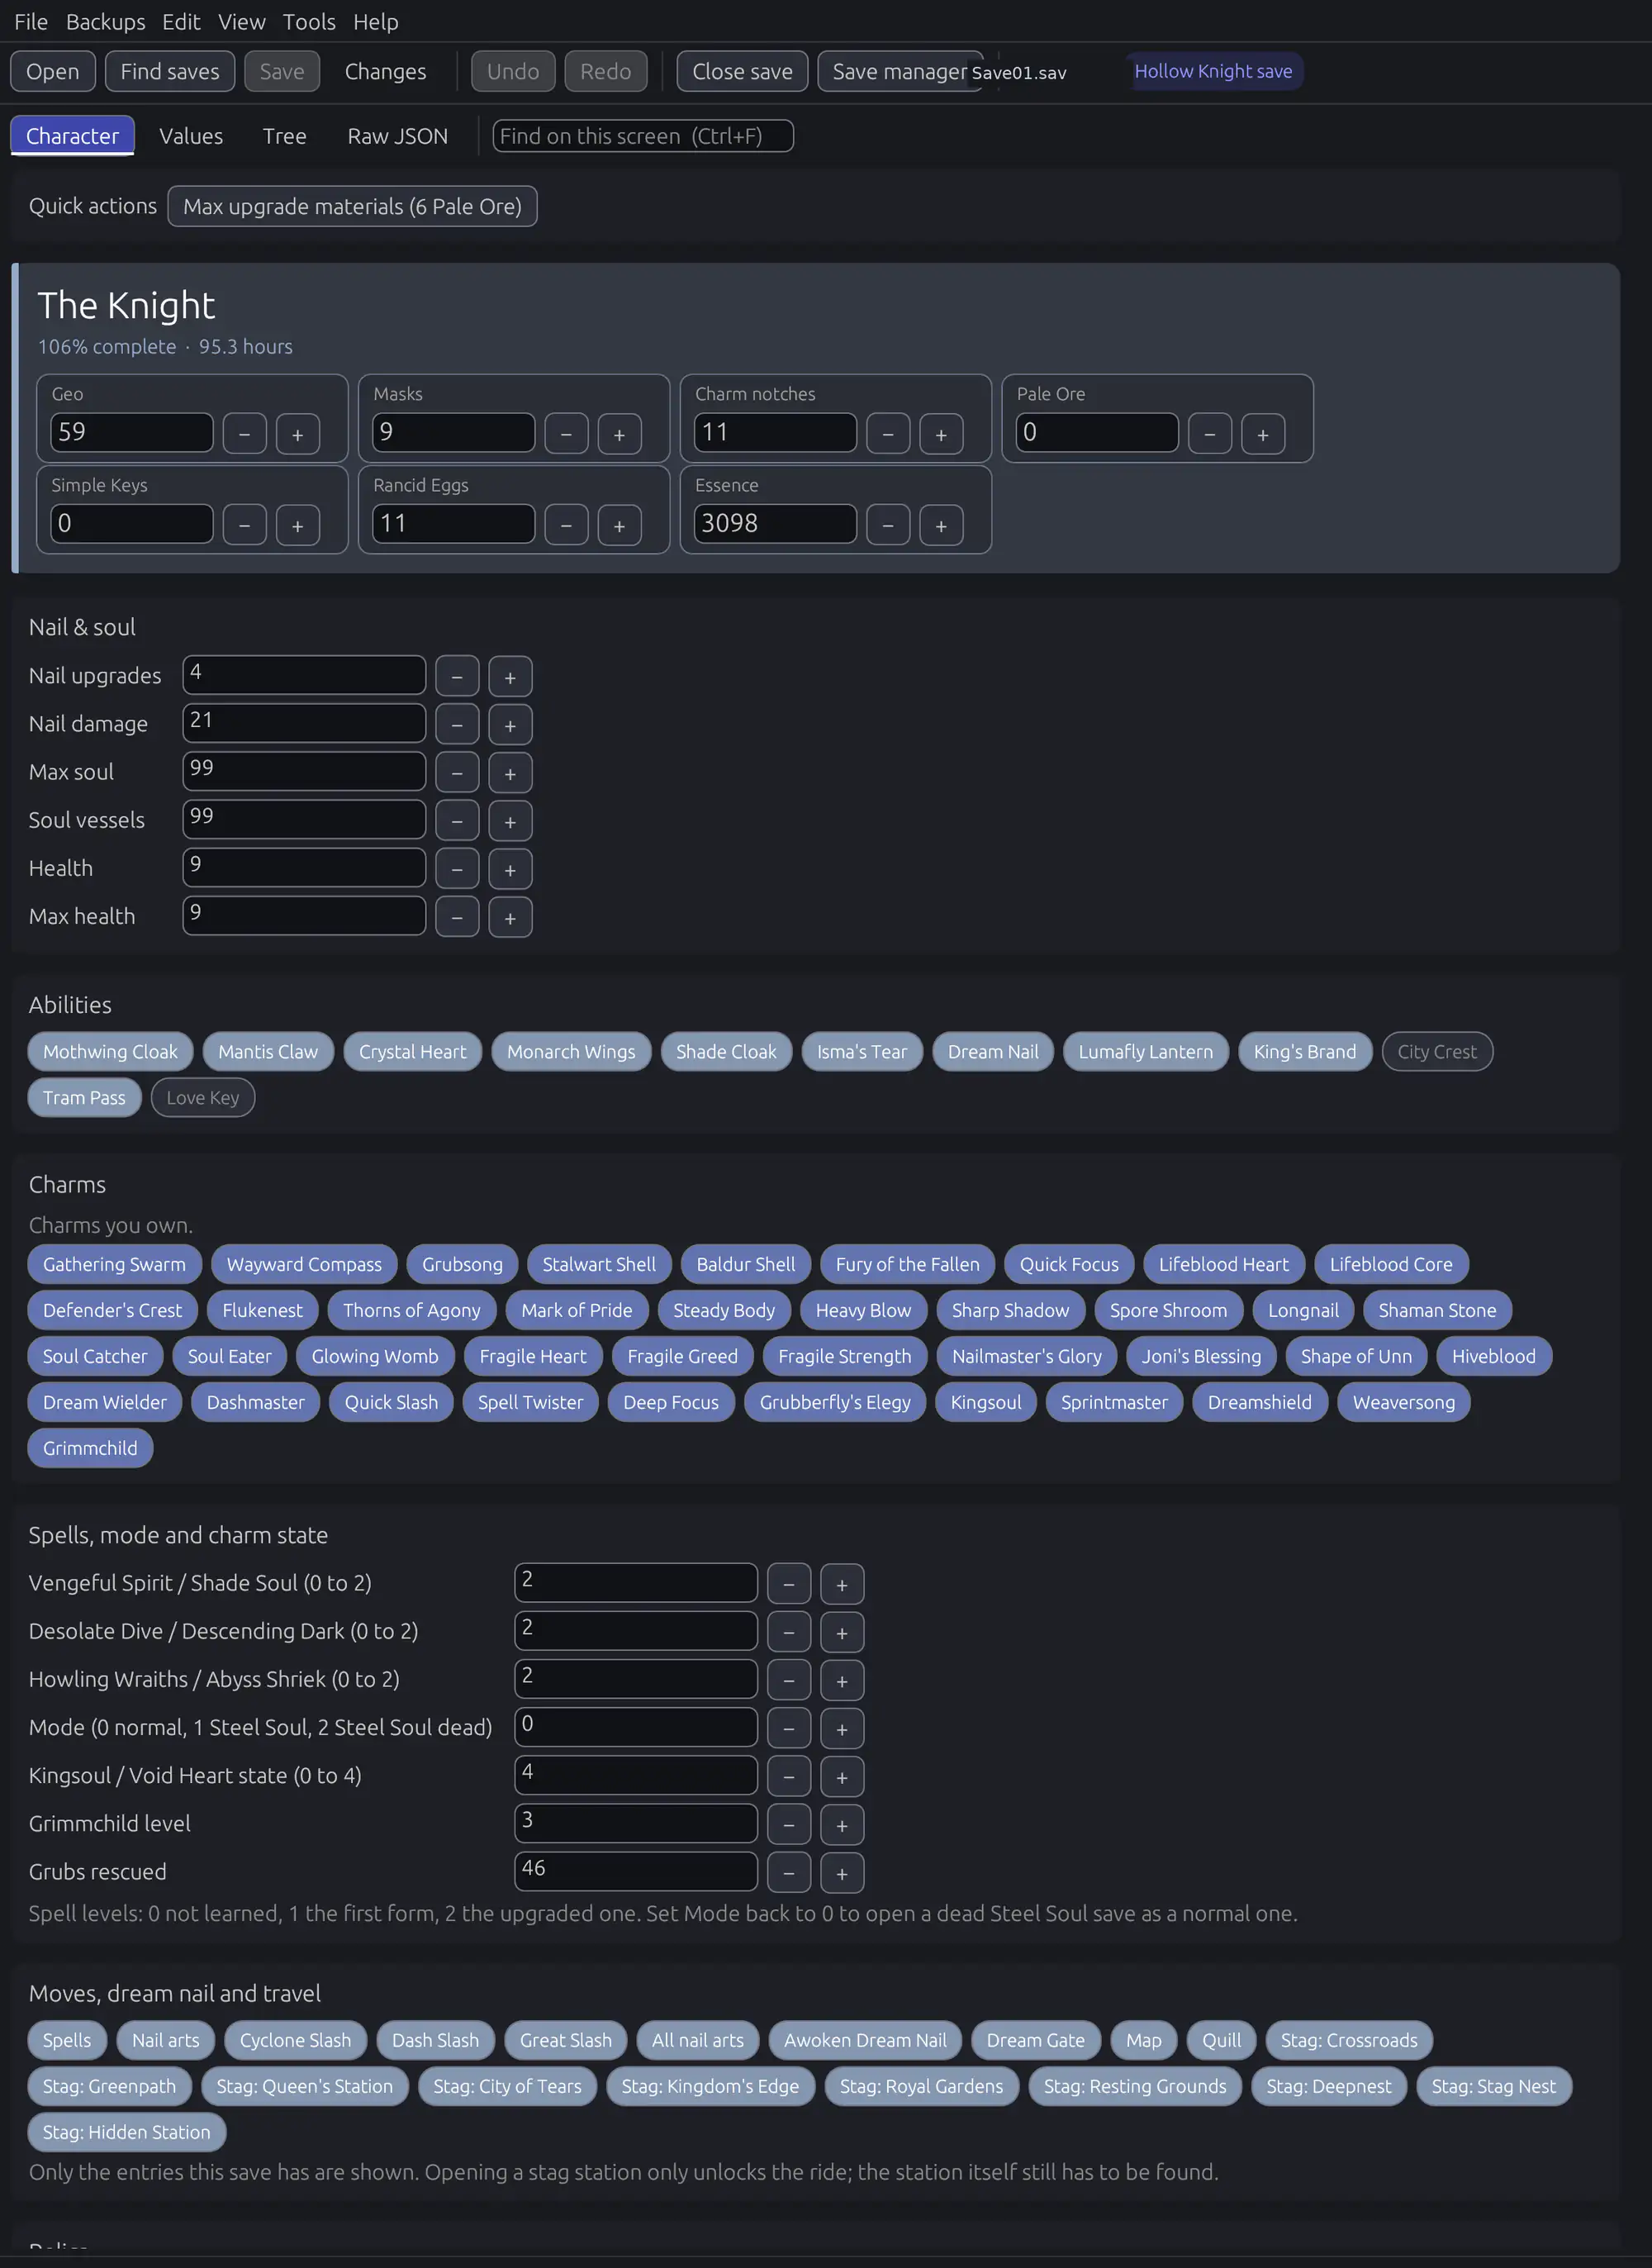 File Backups Edit View Tools Help
Open Find saves Save Changes Undo Redo Close save Save manager Save01.sav Hollow Knight save
Character Values Tree Raw JSON Find on this screen (Ctrl+F)
Quick actions Max upgrade materials (6 Pale Ore)
The Knight
106% complete · 95.3 hours
Geo Masks Charm notches Pale Ore
59 − + 9 − + 11 − + 0 − +
Simple Keys Rancid Eggs Essence
0 − + 11 − + 3098 − +
Nail & soul
Nail upgrades 4 − +
Nail damage 21 − +
Max soul 99 − +
Soul vessels 99 − +
Health 9 − +
Max health 9 − +
Abilities
Mothwing Cloak Mantis Claw Crystal Heart Monarch Wings Shade Cloak Isma's Tear Dream Nail Lumafly Lantern King's Brand City Crest
Tram Pass Love Key
Charms
Charms you own.
Gathering Swarm Wayward Compass Grubsong Stalwart Shell Baldur Shell Fury of the Fallen Quick Focus Lifeblood Heart Lifeblood Core
Defender's Crest Flukenest Thorns of Agony Mark of Pride Steady Body Heavy Blow Sharp Shadow Spore Shroom Longnail Shaman Stone
Soul Catcher Soul Eater Glowing Womb Fragile Heart Fragile Greed Fragile Strength Nailmaster's Glory Joni's Blessing Shape of Unn Hiveblood
Dream Wielder Dashmaster Quick Slash Spell Twister Deep Focus Grubberfly's Elegy Kingsoul Sprintmaster Dreamshield Weaversong
Grimmchild
Spells, mode and charm state
Vengeful Spirit / Shade Soul (0 to 2) 2 − +
Desolate Dive / Descending Dark (0 to 2) 2 − +
Howling Wraiths / Abyss Shriek (0 to 2) 2 − +
Mode (0 normal, 1 Steel Soul, 2 Steel Soul dead) 0 − +
Kingsoul / Void Heart state (0 to 4) 4 − +
Grimmchild level 3 − +
Grubs rescued 46 − +
Spell levels: 0 not learned, 1 the first form, 2 the upgraded one. Set Mode back to 0 to open a dead Steel Soul save as a normal one.
Moves, dream nail and travel
Spells Nail arts Cyclone Slash Dash Slash Great Slash All nail arts Awoken Dream Nail Dream Gate Map Quill Stag: Crossroads
Stag: Greenpath Stag: Queen's Station Stag: City of Tears Stag: Kingdom's Edge Stag: Royal Gardens Stag: Resting Grounds Stag: Deepnest Stag: Stag Nest
Stag: Hidden Station
Only the entries this save has are shown. Opening a stag station only unlocks the ride; the station itself still has to be found.